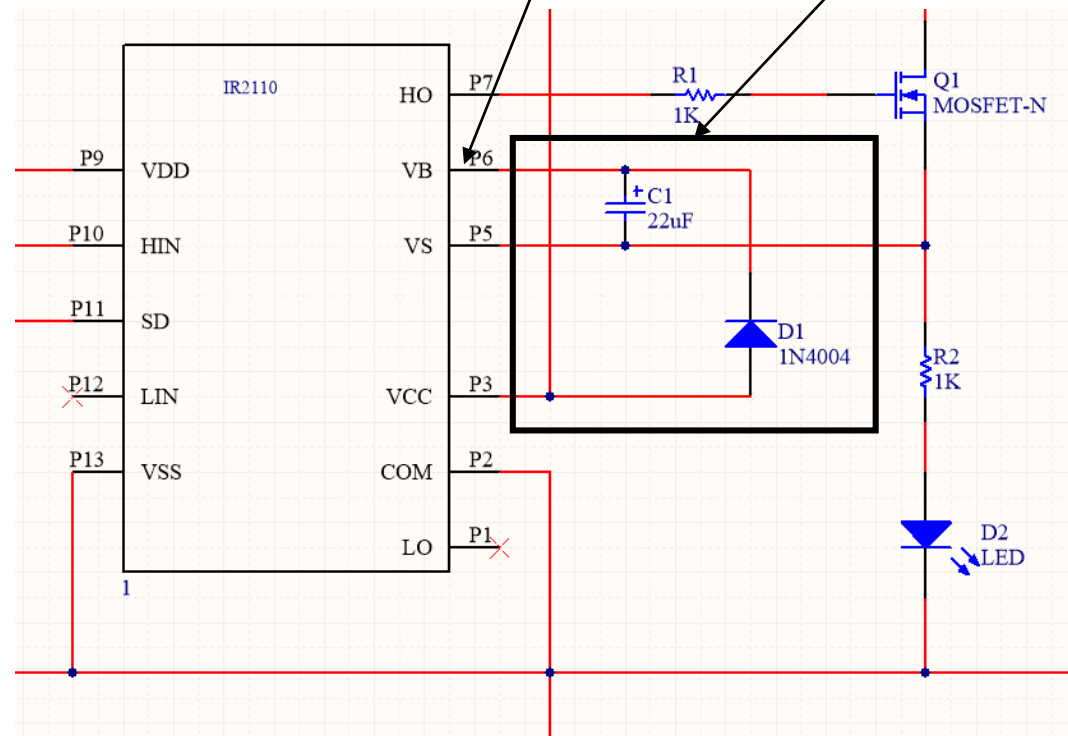 IR2110
HO
P7
R1
1K
Q1
MOSFET-N
P9
VDD
VB
P6
C1
22uF
P10
HIN
VS
P5
P11
SD
D1
1N4004
R2
1K
P12
LIN
VCC
P3
P13
VSS
COM
P2
LO
P1
D2
LED
1